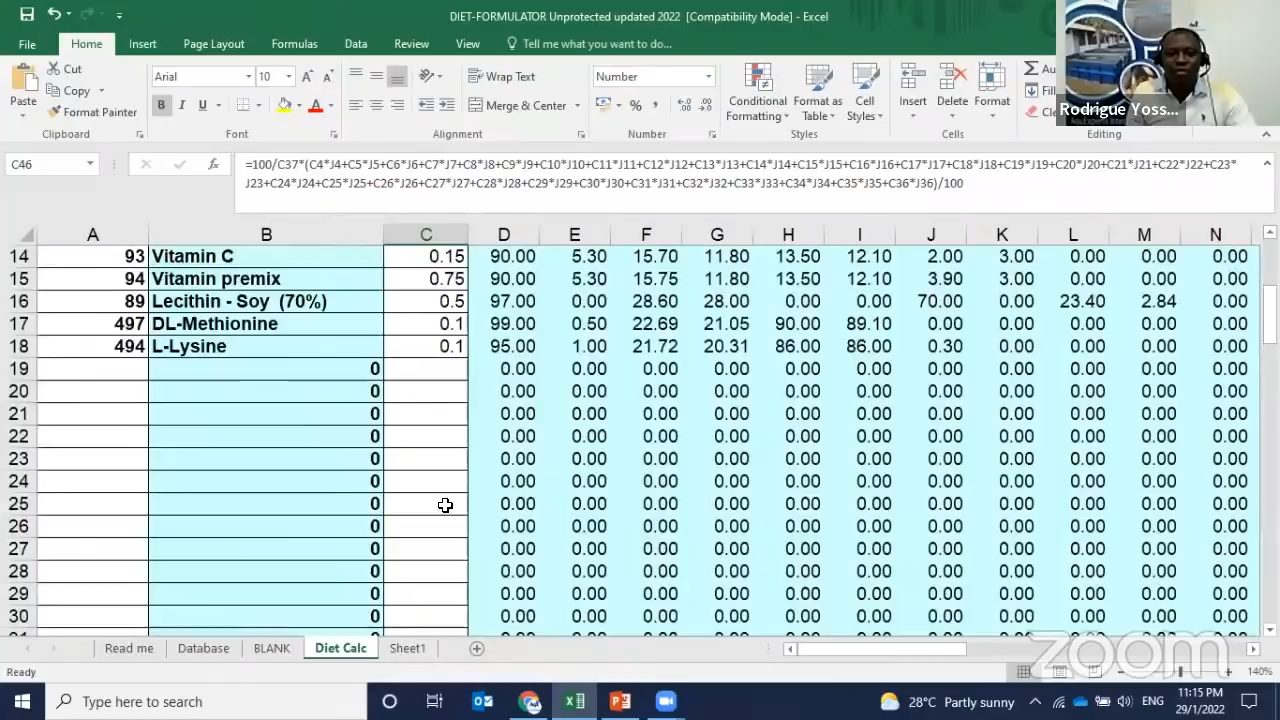 DIET-FORMULATOR Unprotected updated 2022 [Compatibility Mode] - Excel
File Home Insert Page Layout Formulas Data Review View Tell me what you want to do...
Cut
Copy
Format Painter
Paste
Clipboard
Arial 10
B I U
Font
Wrap Text
Merge & Center
Alignment
Number
Number
Conditional Formatting
Format as Table
Cell Styles
Styles
Insert Delete Format
Cells
Editing
Rodrigue Yoss...
C46
=100/C37*(C4*J4+C5*J5+C6*J6+C7*J7+C8*J8+C9*J9+C10*J10+C11*J11+C12*J12+C13*J13+C14*J14+C15*J15+C16*J16+C17*J17+C18*J18+C19*J19+C20*J20+C21*J21+C22*J22+C23*
J23+C24*J24+C25*J25+C26*J26+C27*J27+C28*J28+C29*J29+C30*J30+C31*J31+C32*J32+C33*J33+C34*J34+C35*J35+C36*J36)/100
A B C D E F G H I J K L M N
14 93 Vitamin C 0.15 90.00 5.30 15.70 11.80 13.50 12.10 2.00 3.00 0.00 0.00 0.00
15 94 Vitamin premix 0.75 90.00 5.30 15.75 11.80 13.50 12.10 3.90 3.00 0.00 0.00 0.00
16 89 Lecithin - Soy (70%) 0.5 97.00 0.00 28.60 28.00 0.00 0.00 70.00 0.00 23.40 2.84 0.00
17 497 DL-Methionine 0.1 99.00 0.50 22.69 21.05 90.00 89.10 0.00 0.00 0.00 0.00 0.00
18 494 L-Lysine 0.1 95.00 1.00 21.72 20.31 86.00 86.00 0.30 0.00 0.00 0.00 0.00
19 0 0.00 0.00 0.00 0.00 0.00 0.00 0.00 0.00 0.00 0.00 0.00
20 0 0.00 0.00 0.00 0.00 0.00 0.00 0.00 0.00 0.00 0.00 0.00
21 0 0.00 0.00 0.00 0.00 0.00 0.00 0.00 0.00 0.00 0.00 0.00
22 0 0.00 0.00 0.00 0.00 0.00 0.00 0.00 0.00 0.00 0.00 0.00
23 0 0.00 0.00 0.00 0.00 0.00 0.00 0.00 0.00 0.00 0.00 0.00
24 0 0.00 0.00 0.00 0.00 0.00 0.00 0.00 0.00 0.00 0.00 0.00
25 0 0.00 0.00 0.00 0.00 0.00 0.00 0.00 0.00 0.00 0.00 0.00
26 0 0.00 0.00 0.00 0.00 0.00 0.00 0.00 0.00 0.00 0.00 0.00
27 0 0.00 0.00 0.00 0.00 0.00 0.00 0.00 0.00 0.00 0.00 0.00
28 0 0.00 0.00 0.00 0.00 0.00 0.00 0.00 0.00 0.00 0.00 0.00
29 0 0.00 0.00 0.00 0.00 0.00 0.00 0.00 0.00 0.00 0.00 0.00
30 0 0.00 0.00 0.00 0.00 0.00 0.00 0.00 0.00 0.00 0.00 0.00
Read me Database BLANK Diet Calc Sheet1
zoom
Ready 140%
Type here to search
28°C Partly sunny ENG
11:15 PM
29/1/2022